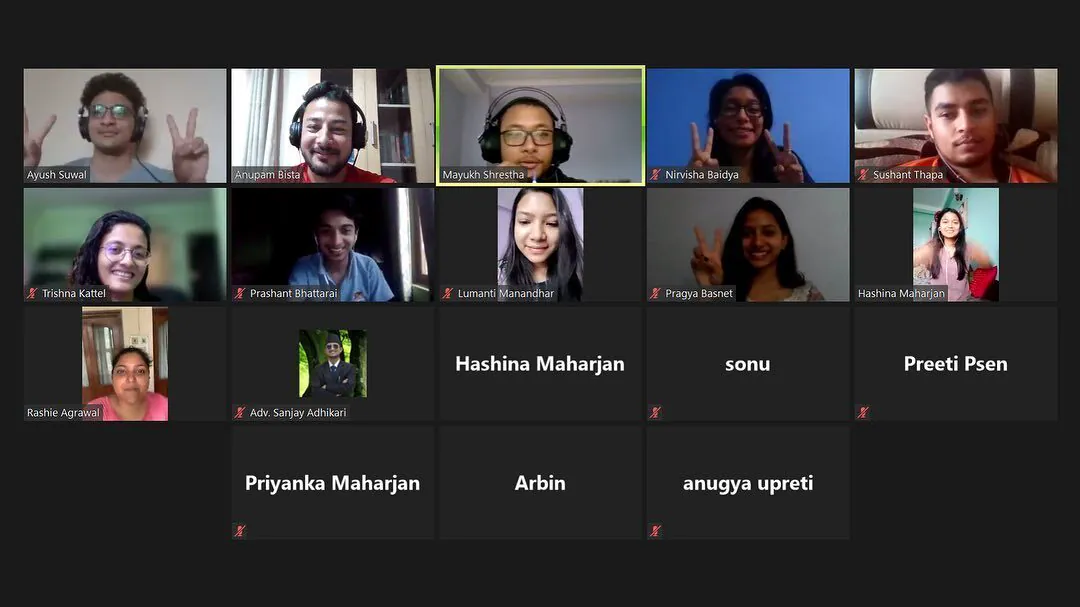 Ayush Suwal
Anupam Bista
Mayukh Shrestha
Nirvisha Baidya
Sushant Thapa
Trishna Kattel
Prashant Bhattarai
Lumanti Manandhar
Pragya Basnet
Hashina Maharjan
Rashie Agrawal
Adv. Sanjay Adhikari
Hashina Maharjan
sonu
Preeti Psen
Priyanka Maharjan
Arbin
anugya upreti